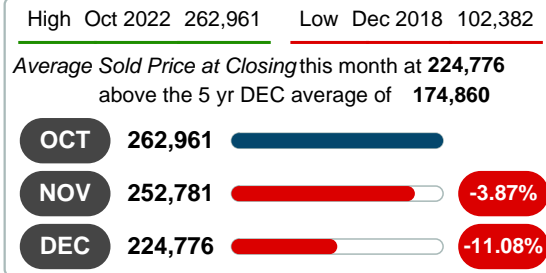 High Oct 2022 262,961 Low Dec 2018 102,382
Average Sold Price at Closing this month at 224,776
above the 5 yr DEC average of 174,860
OCT 262,961
NOV 252,781 -3.87%
DEC 224,776 -11.08%